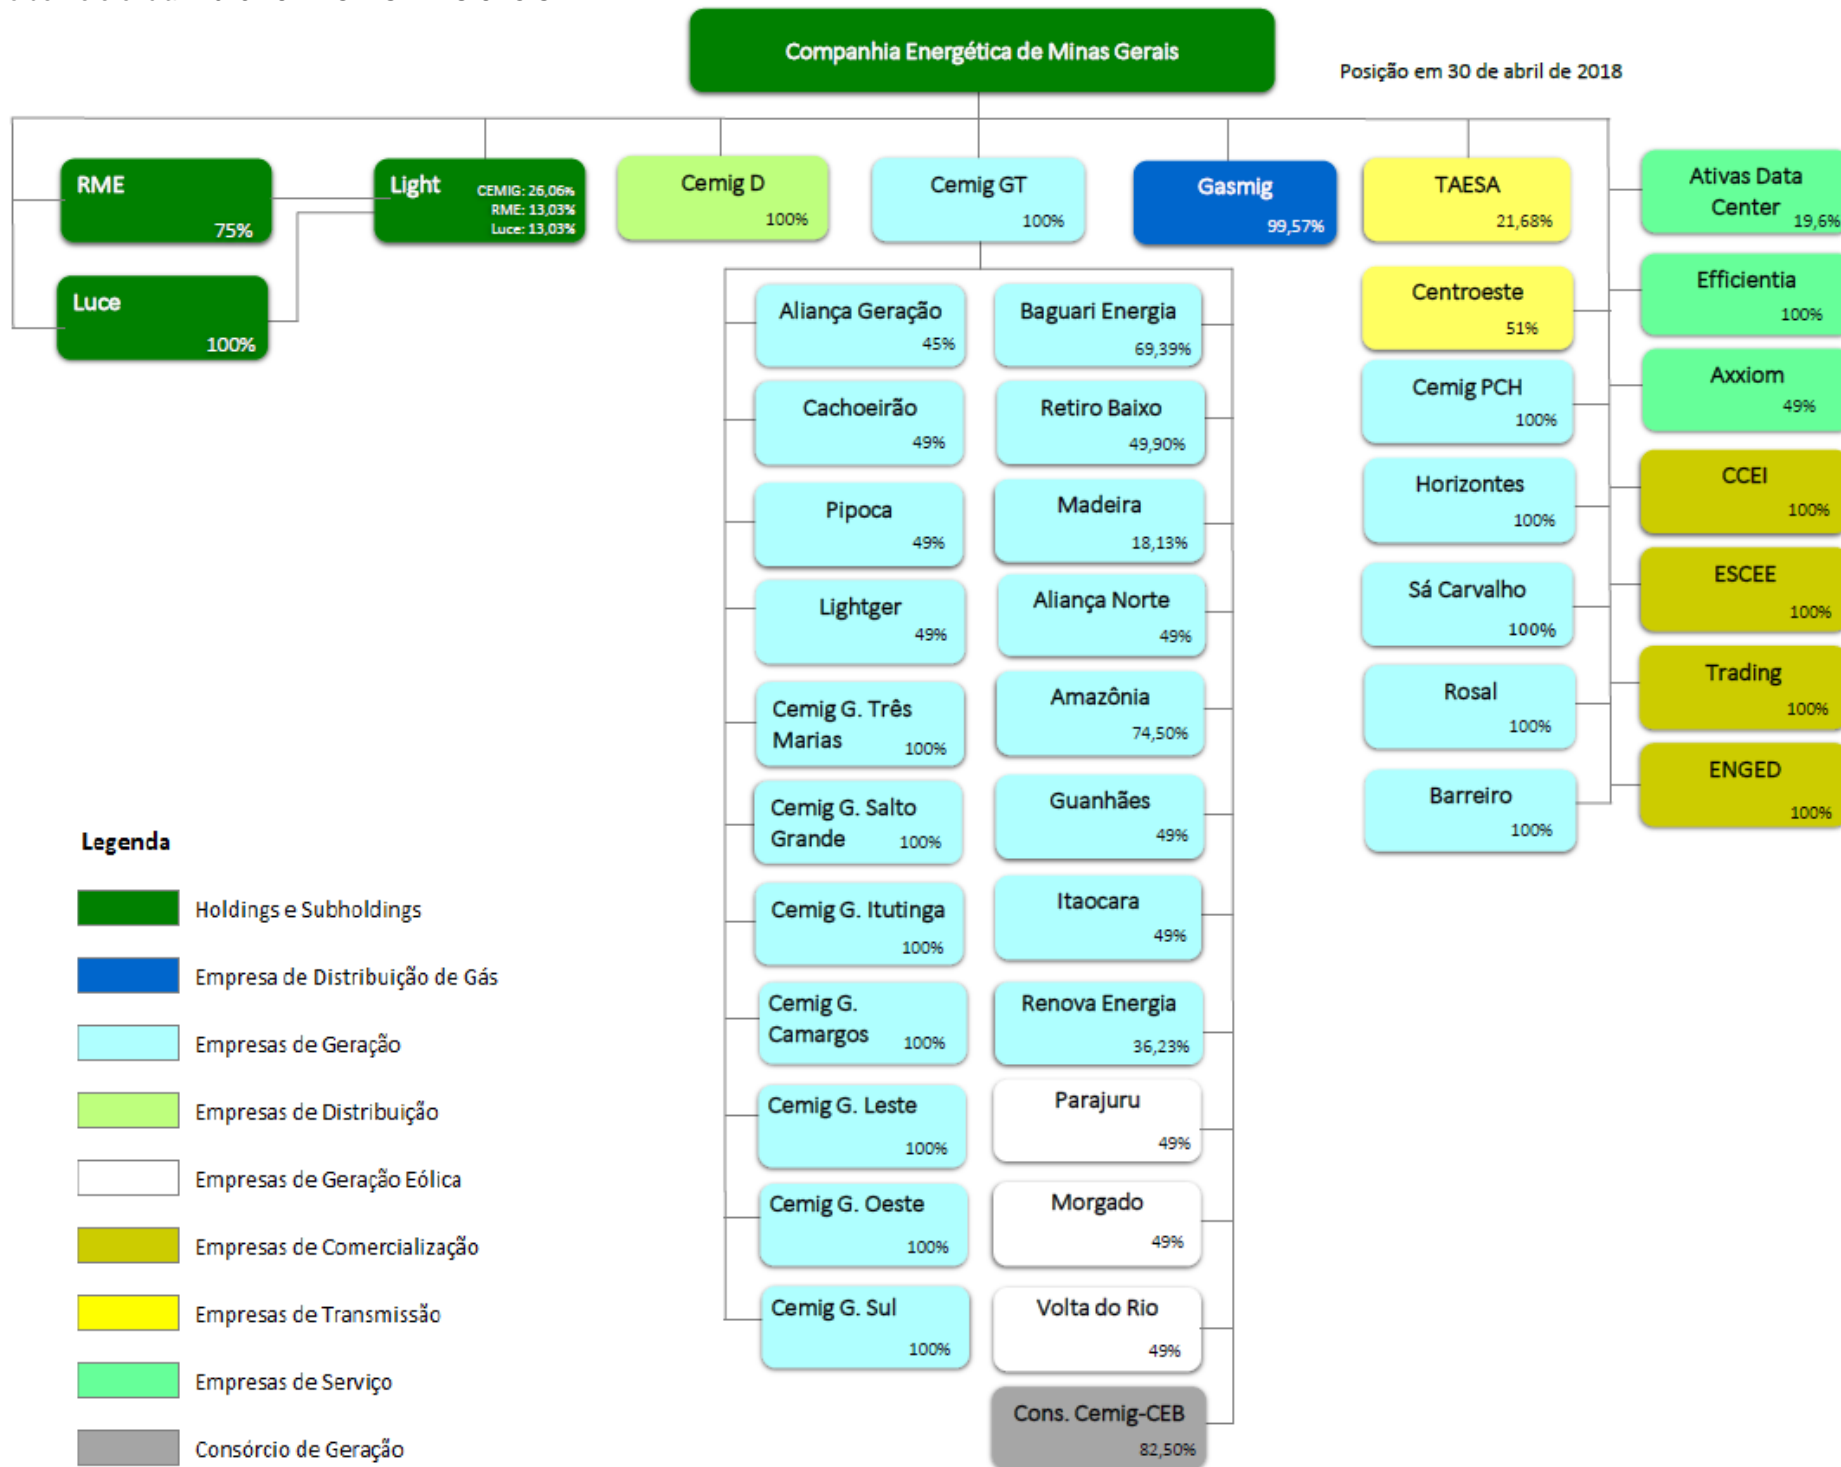 Companhia Energética de Minas Gerais
Posição em 30 de abril de 2018
RME
75%
Light
CEMIG: 26,06%
RME: 13,03%
Luce: 13,03%
Cemig D
100%
Cemig GT
100%
Gasmig
99,57%
TAESA
21,68%
Ativas Data
Center
19,6%
Luce
100%
Centroeste
51%
Efficientia
100%
Aliança Geração
45%
Baguari Energia
69,39%
Cemig PCH
100%
Axxiom
49%
Cachoeirão
49%
Retiro Baixo
49,90%
Horizontes
100%
CCEI
100%
Pipoca
49%
Madeira
18,13%
Sá Carvalho
100%
ESCEE
100%
Lightger
49%
Aliança Norte
49%
Rosal
100%
Trading
100%
Cemig G. Três
Marias
100%
Amazônia
74,50%
Barreiro
100%
ENGED
100%
Cemig G. Salto
Grande
100%
Guanhães
49%
Cemig G. Itutinga
100%
Itaocara
49%
Cemig G.
Camargos
100%
Renova Energia
36,23%
Cemig G. Leste
100%
Parajuru
49%
Cemig G. Oeste
100%
Morgado
49%
Cemig G. Sul
100%
Volta do Rio
49%
Cons. Cemig-CEB
82,50%
Legenda
Holdings e Subholdings
Empresa de Distribuição de Gás
Empresas de Geração
Empresas de Distribuição
Empresas de Geração Eólica
Empresas de Comercialização
Empresas de Transmissão
Empresas de Serviço
Consórcio de Geração